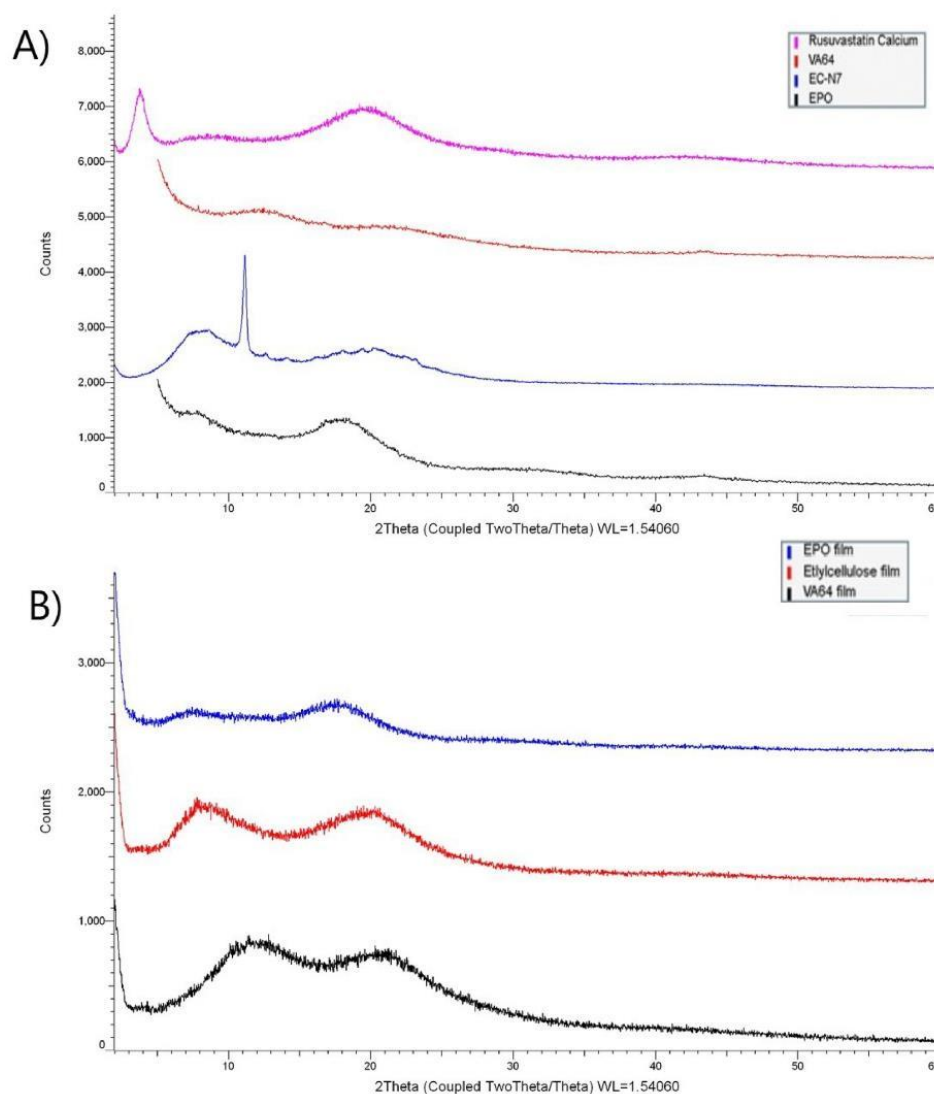 A)
8,000
7,000
6,000
5,000
4,000
3,000
2,000
1,000
0
Counts
Rusuvastatin Calcium
VA64
EC-N7
EPO
10
20
30
40
50
6
2Theta (Coupled TwoTheta/Theta) WL=1.54060
B)
3,000
2,000
1,000
0
Counts
EPO film
Etlylcellulose film
VA64 film
10
20
30
40
50
6
2Theta (Coupled TwoTheta/Theta) WL=1.54060